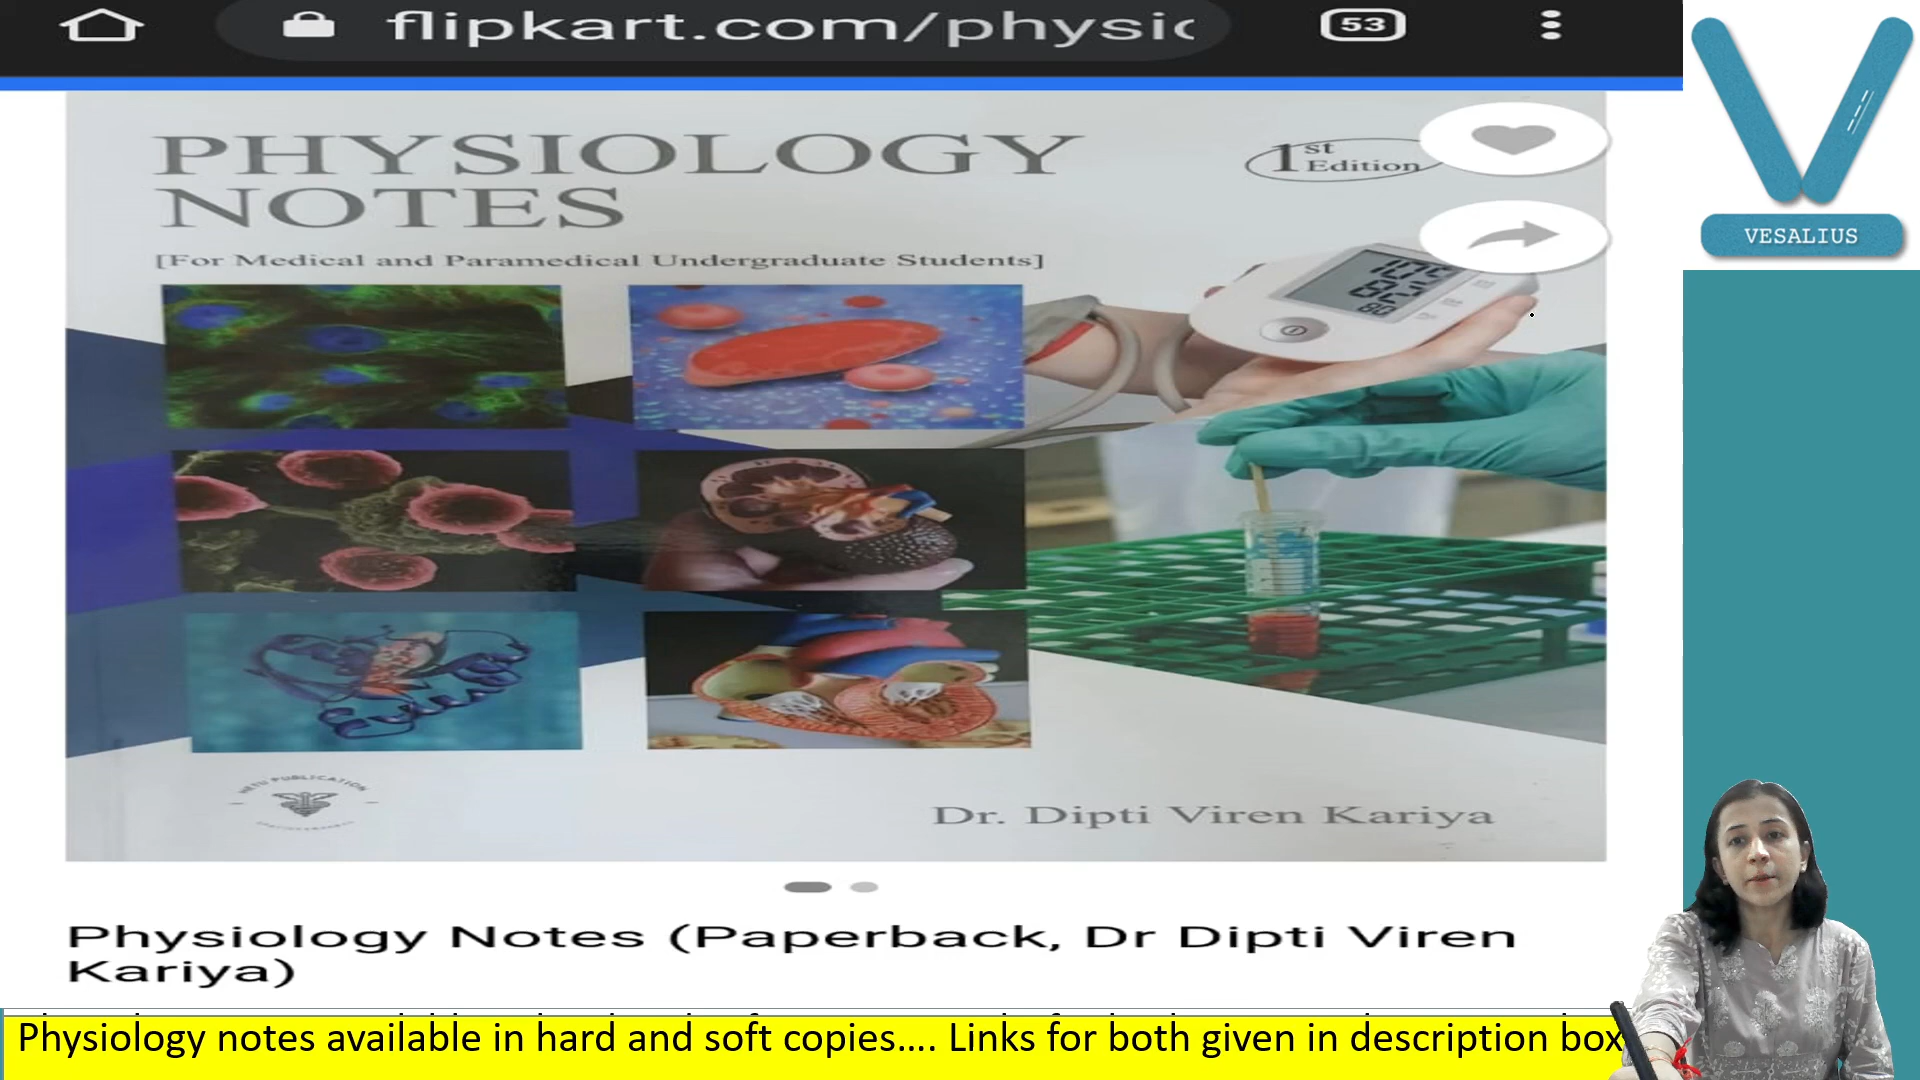 flipkart.com/physic
53
PHYSIOLOGY
NOTES
1st
Edition
[For Medical and Paramedical Undergraduate Students]
HETU PUBLICATION
Dr. Dipti Viren Kariya
Physiology Notes (Paperback, Dr Dipti Viren
Kariya)
Physiology notes available in hard and soft copies.... Links for both given in description box
VESALIUS